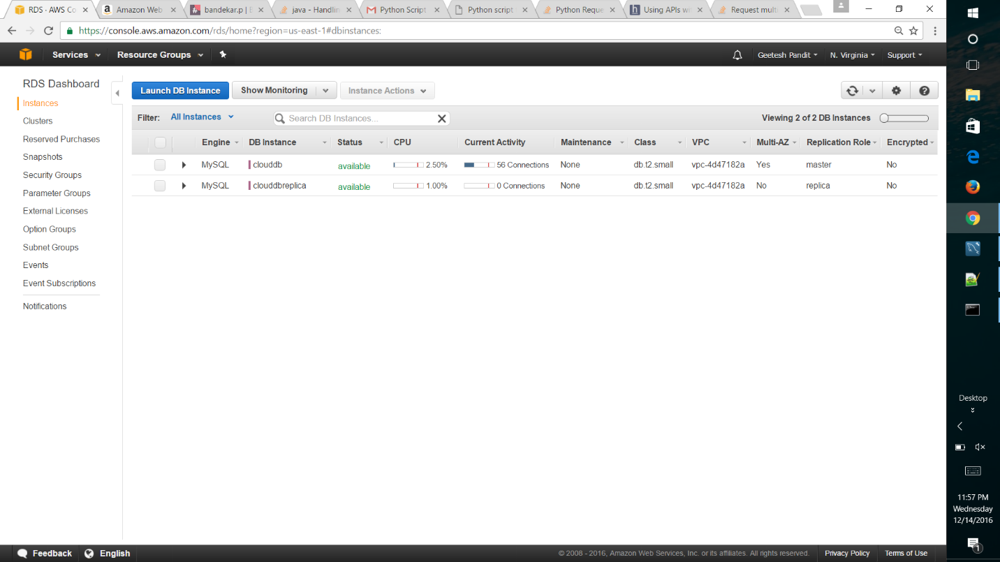 RDS · AWS Co
Amazon Web
bandekar.p | E
java - Handlin
Python Script
Python script
Python Reque
Using APIs wi
Request multi
https://console.aws.amazon.com/rds/home?region=us-east-1#dbinstances:
Services
Resource Groups
Geetesh Pandit
N. Virginia
Support
RDS Dashboard
Instances
Clusters
Reserved Purchases
Snapshots
Security Groups
Parameter Groups
External Licenses
Option Groups
Subnet Groups
Events
Event Subscriptions
Notifications
Launch DB Instance
Show Monitoring
Instance Actions
Filter: All Instances
Search DB Instances...
Viewing 2 of 2 DB Instances
Engine DB Instance Status CPU Current Activity Maintenance Class VPC Multi-AZ Replication Role Encrypted
MySQL clouddb available 2.50% 56 Connections None db.t2.small vpc-4d47182a Yes master No
MySQL clouddbreplica available 1.00% 0 Connections None db.t2.small vpc-4d47182a No replica No
Desktop
11:57 PM
Wednesday
12/14/2016
1
Feedback
English
© 2008 - 2016, Amazon Web Services, Inc. or its affiliates. All rights reserved.
Privacy Policy
Terms of Use